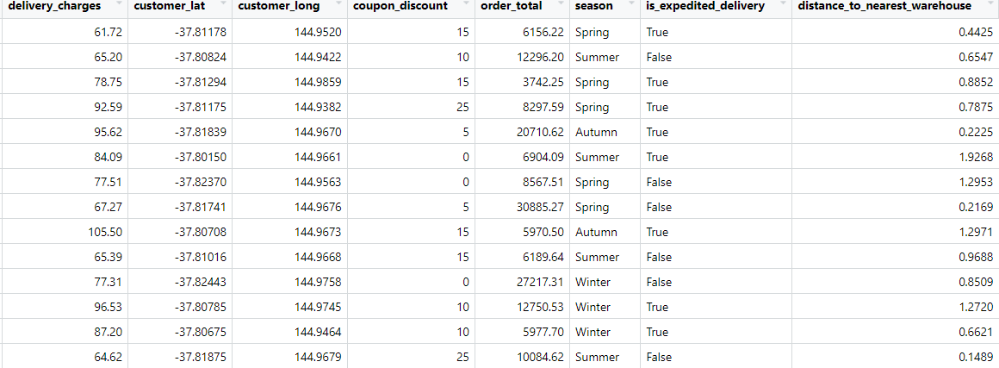 delivery_charges customer_lat customer_long coupon_discount order_total season is_expedited_delivery distance_to_nearest_warehouse
61.72 -37.81178 144.9520 15 6156.22 Spring True 0.4425
65.20 -37.80824 144.9422 10 12296.20 Summer False 0.6547
78.75 -37.81294 144.9859 15 3742.25 Spring True 0.8852
92.59 -37.81175 144.9382 25 8297.59 Spring True 0.7875
95.62 -37.81839 144.9670 5 20710.62 Autumn True 0.2225
84.09 -37.80150 144.9661 0 6904.09 Summer True 1.9268
77.51 -37.82370 144.9563 0 8567.51 Spring False 1.2953
67.27 -37.81741 144.9676 5 30885.27 Spring False 0.2169
105.50 -37.80708 144.9673 15 5970.50 Autumn True 1.2971
65.39 -37.81016 144.9668 15 6189.64 Summer False 0.9688
77.31 -37.82443 144.9758 0 27217.31 Winter False 0.8509
96.53 -37.80785 144.9745 10 12750.53 Winter True 1.2720
87.20 -37.80675 144.9464 10 5977.70 Winter True 0.6621
64.62 -37.81875 144.9679 25 10084.62 Summer False 0.1489